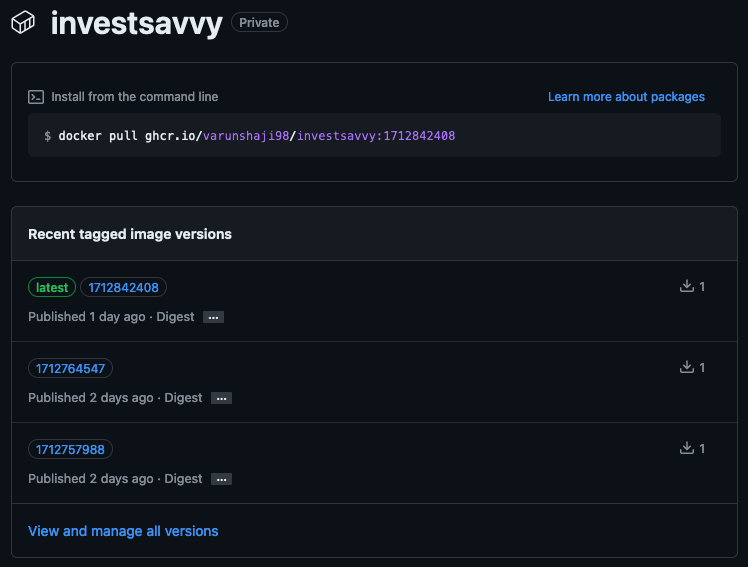 investsavvy Private
Install from the command line Learn more about packages
$ docker pull ghcr.io/varunshaji98/investsavvy:1712842408
Recent tagged image versions
latest 1712842408 1
Published 1 day ago · Digest ...
1712764547 1
Published 2 days ago · Digest ...
1712757988 1
Published 2 days ago · Digest ...
View and manage all versions